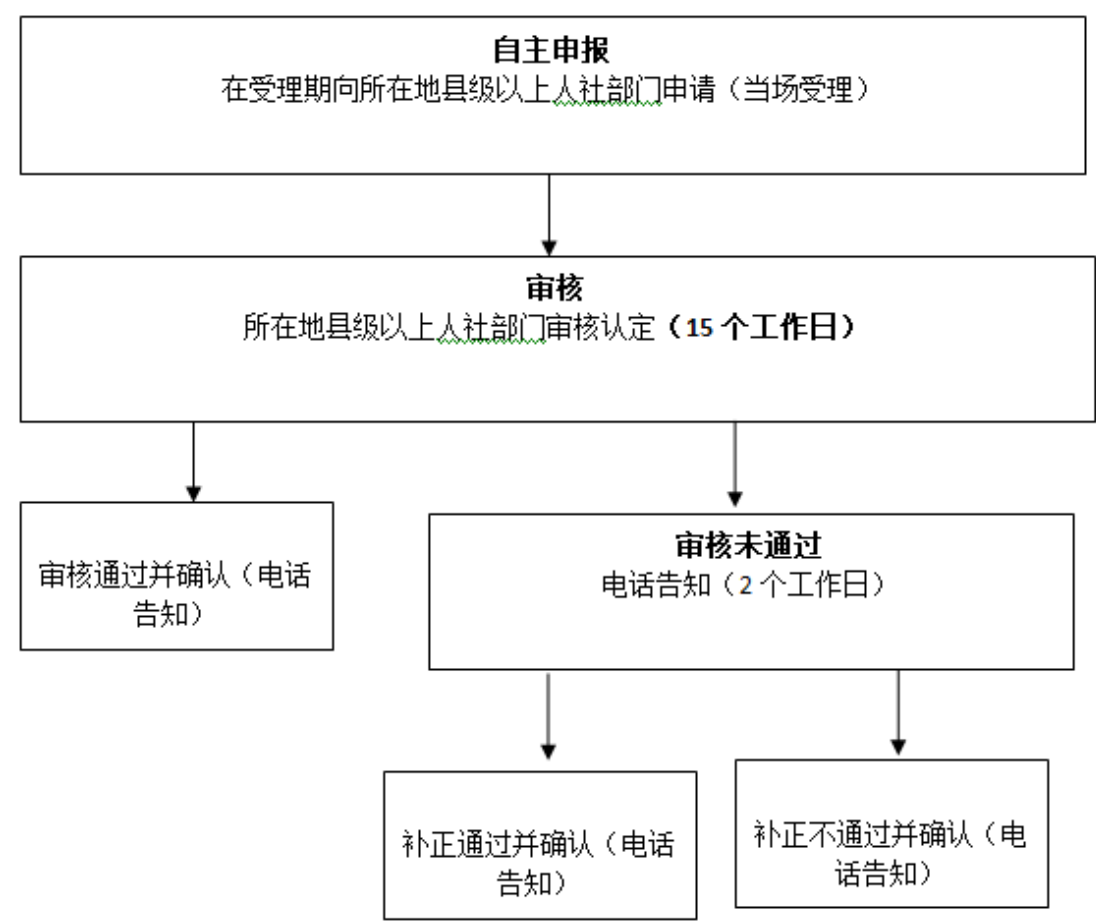 自主申报
在受理期向所在地县级以上人社部门申请（当场受理）
审核
所在地县级以上人社部门审核认定（15 个工作日）
审核通过并确认（电话
告知）
审核未通过
电话告知（2 个工作日）
补正通过并确认（电话
告知）
补正不通过并确认（电
话告知）